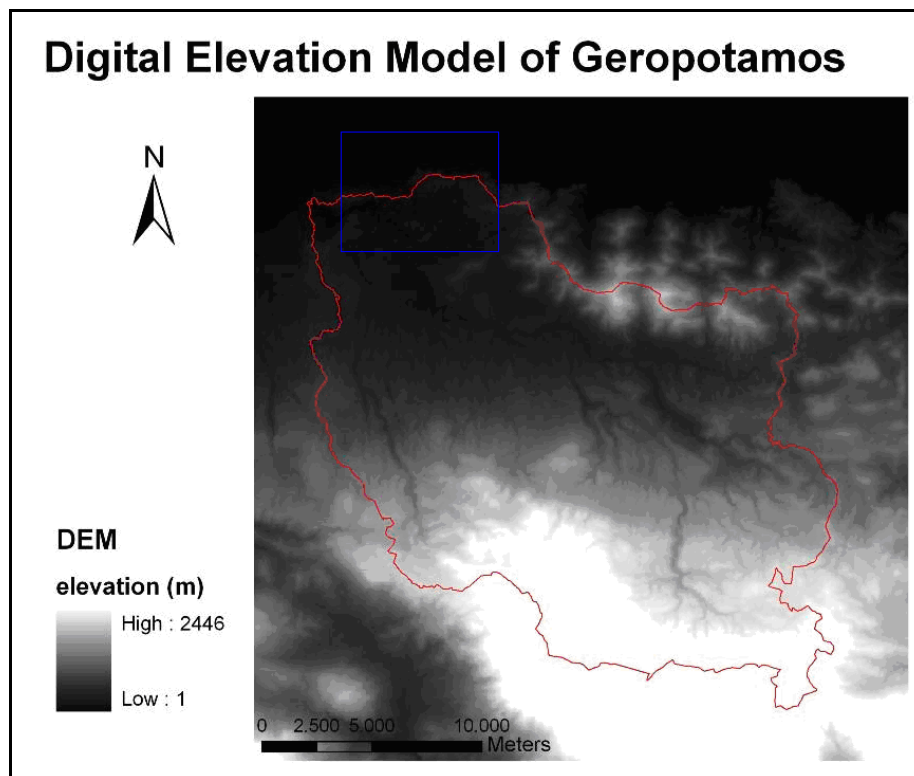 Digital Elevation Model of Geropotamos
N
DEM
elevation (m)
High : 2446
Low : 1
0 2.500 5.000 10.000
Meters